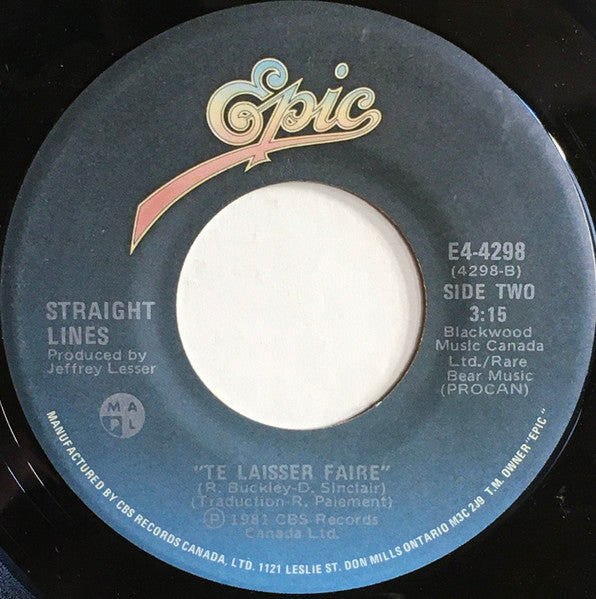 Epic
E4-4298
(4298-B)
SIDE TWO
3:15
Blackwood
Music Canada
Ltd./Rare
Bear Music
(PROCAN)
STRAIGHT
LINES
Produced by
Jeffrey Lesser
M A
P L
"TE LAISSER FAIRE"
(R. Buckley-D. Sinclair)
(Traduction-R. Paiement)
Ⓟ 1981 CBS Records
Canada Ltd.
MANUFACTURED BY CBS RECORDS CANADA, LTD. 1121 LESLIE ST. DON MILLS ONTARIO M3C 2J9 T.M. OWNER "EPIC"